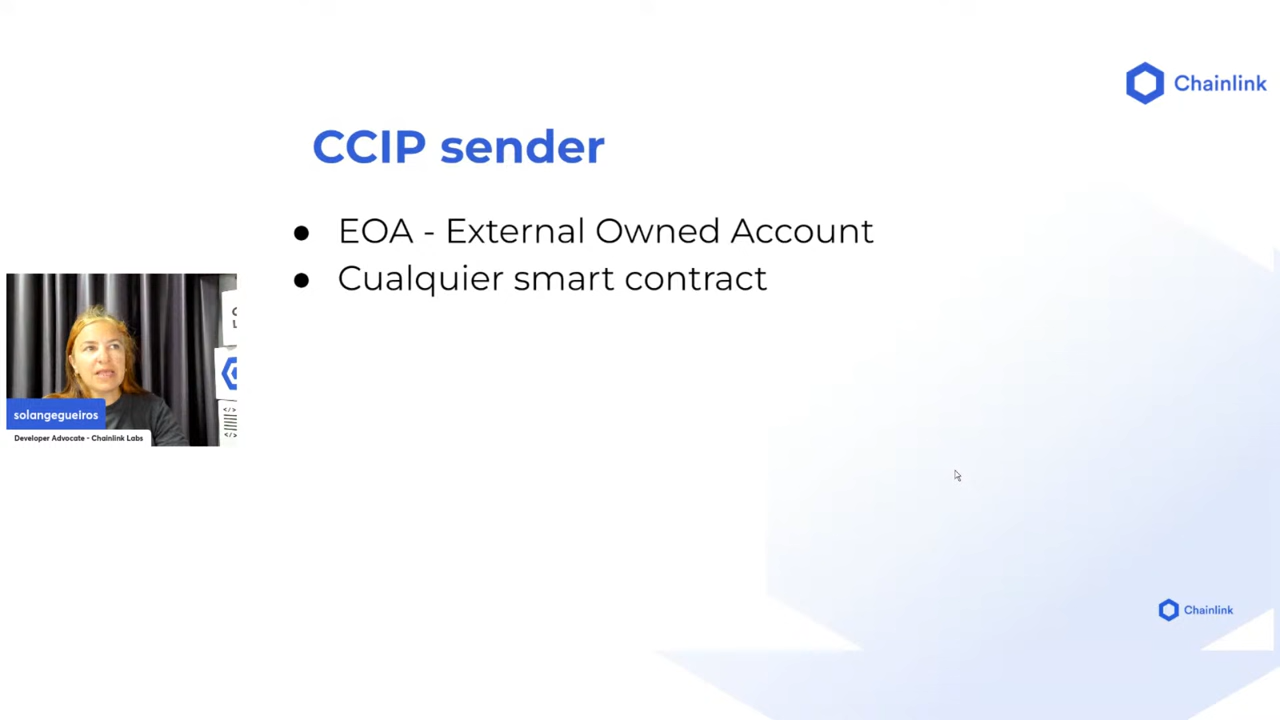 Chainlink
CCIP sender
● EOA - External Owned Account
● Cualquier smart contract
solangegueiros
Developer Advocate - Chainlink Labs
</>
</>
Chainlink